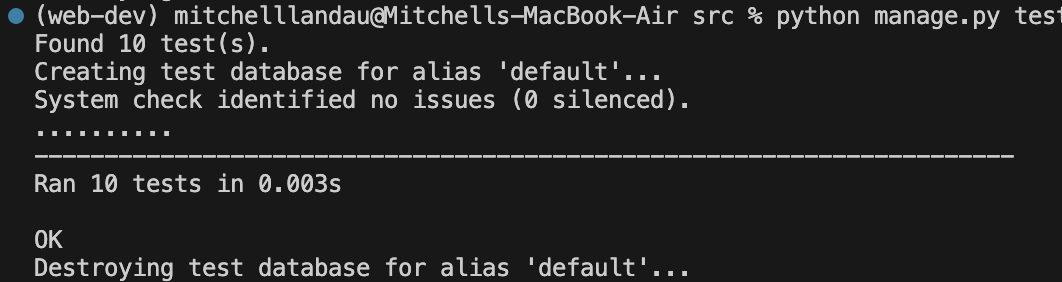 (web-dev) mitchelllandau@Mitchells-MacBook-Air src % python manage.py test
Found 10 test(s).
Creating test database for alias 'default'...
System check identified no issues (0 silenced).
..........
----------------------------------------------------------------------
Ran 10 tests in 0.003s
OK
Destroying test database for alias 'default'...